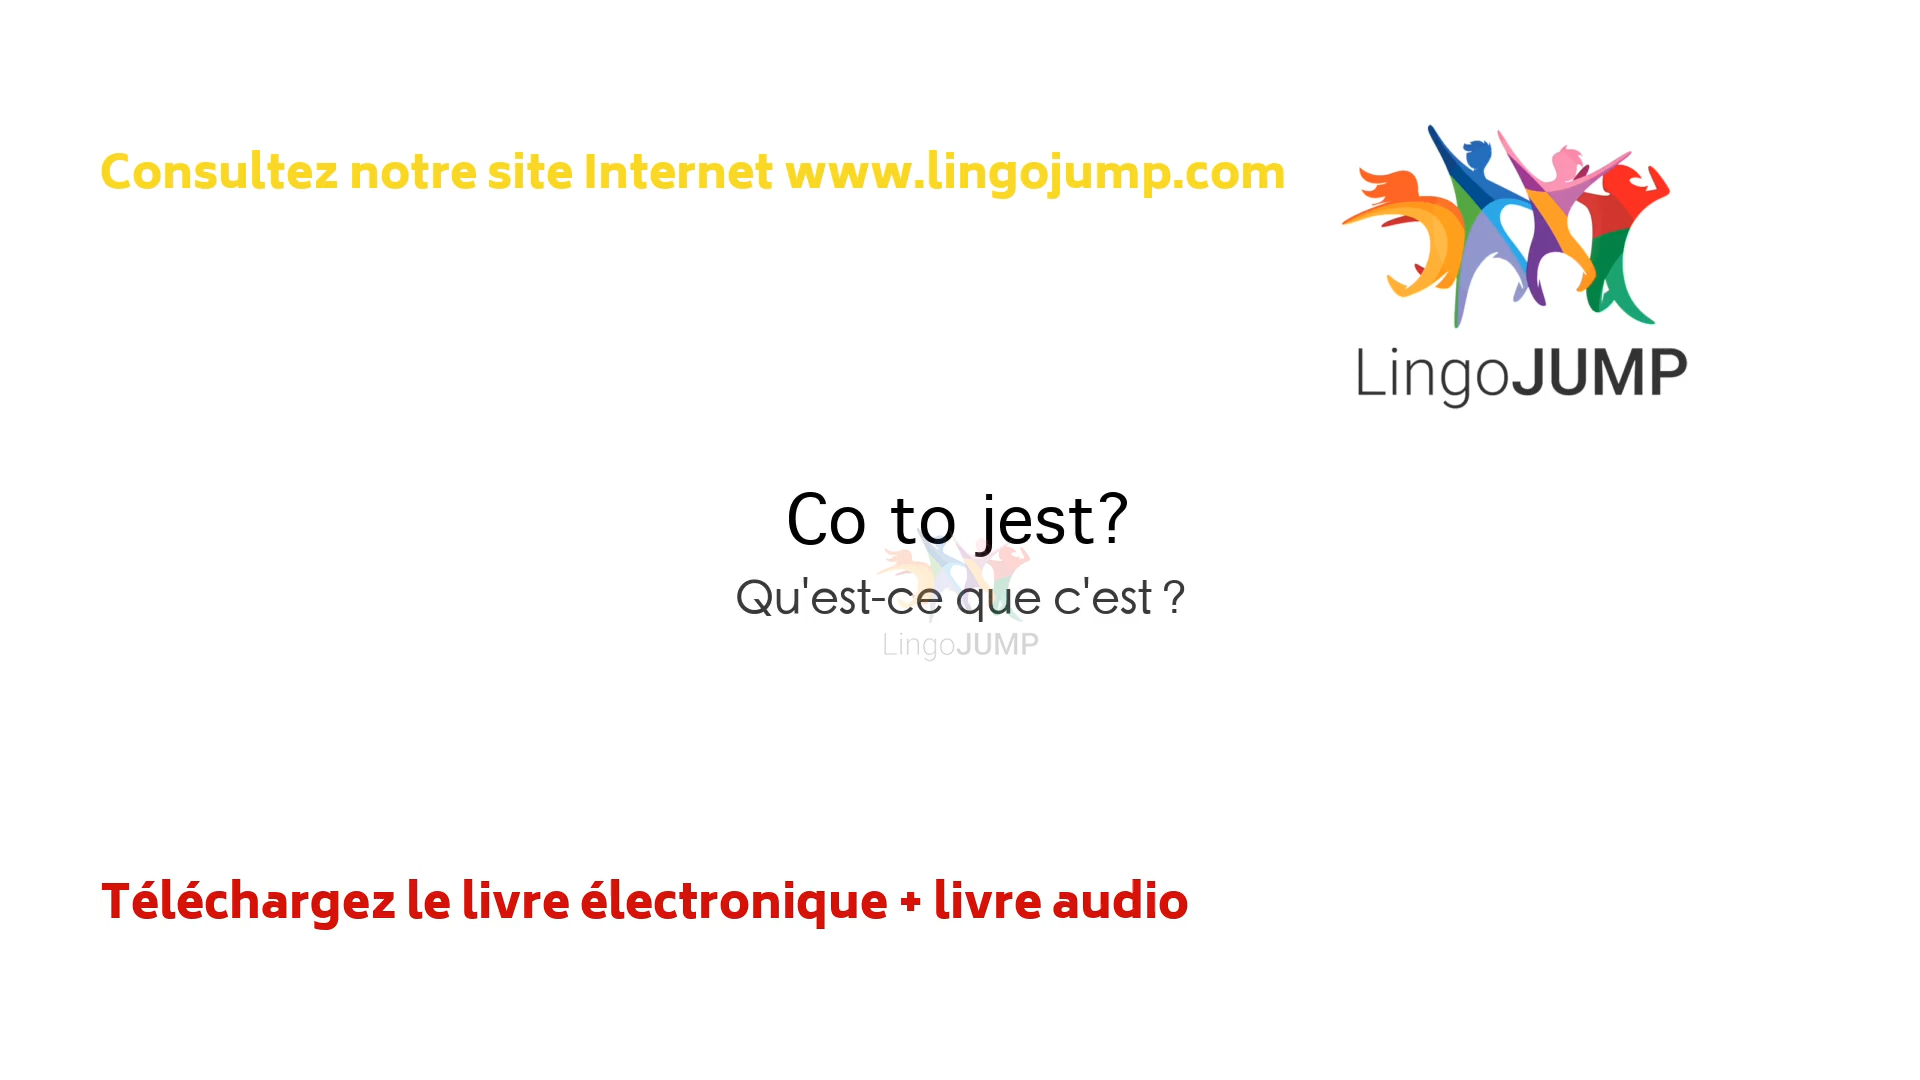 Consultez notre site Internet www.lingojump.com
LingoJUMP
Co to jest?
Qu'est-ce que c'est ?
LingoJUMP
Téléchargez le livre électronique + livre audio